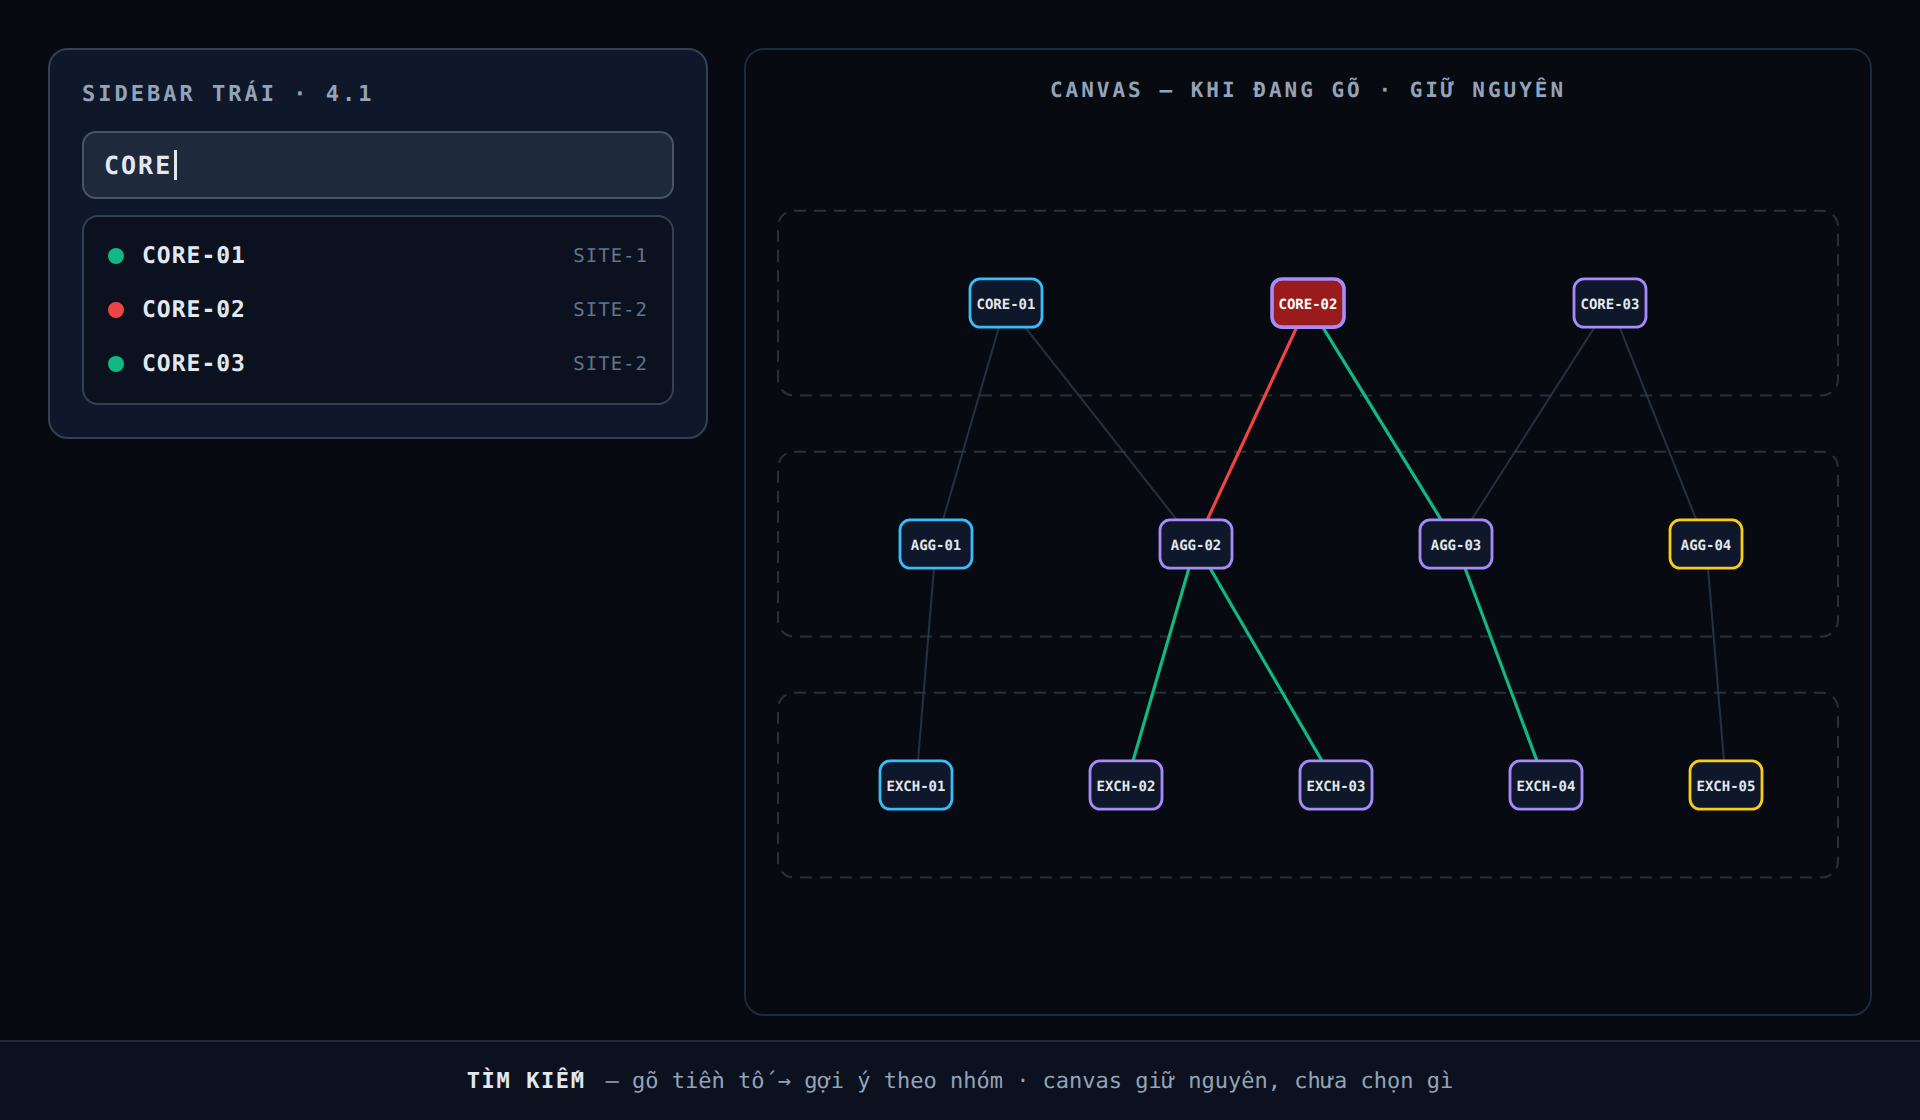 SIDEBAR TRÁI · 4.1
CORE
CORE-01 SITE-1
CORE-02 SITE-2
CORE-03 SITE-2
CANVAS — KHI ĐANG GÕ · GIỮ NGUYÊN
CORE-01 CORE-02 CORE-03
AGG-01 AGG-02 AGG-03 AGG-04
EXCH-01 EXCH-02 EXCH-03 EXCH-04 EXCH-05
TÌM KIẾM — gõ tiền tố → gợi ý theo nhóm · canvas giữ nguyên, chưa chọn gì